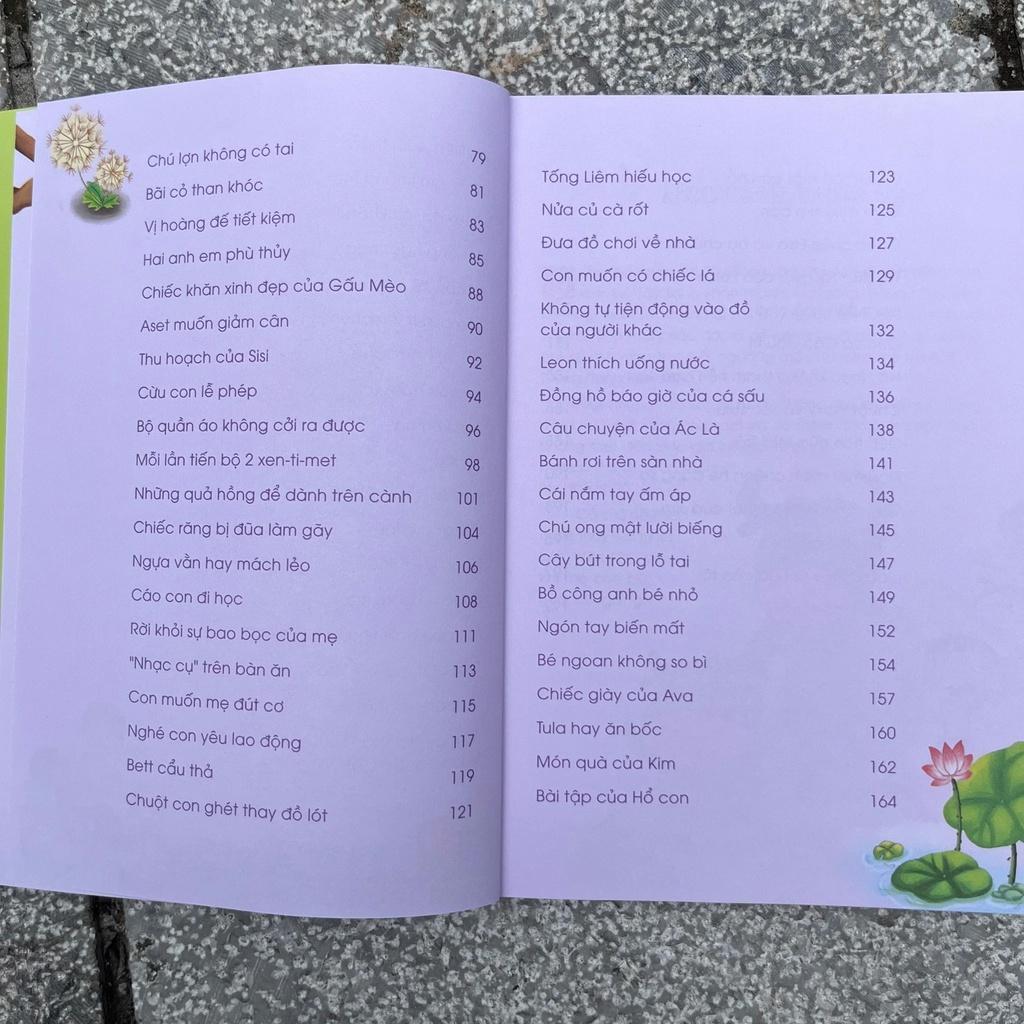 Chú lợn không có tai 79
Bãi cỏ than khóc 81
Vị hoàng đế tiết kiệm 83
Hai anh em phù thủy 85
Chiếc khăn xinh đẹp của Gấu Mèo 88
Aset muốn giảm cân 90
Thu hoạch của Sisi 92
Cừu con lễ phép 94
Bộ quần áo không cởi ra được 96
Mỗi lần tiến bộ 2 xen-ti-met 98
Những quả hồng để dành trên cành 101
Chiếc răng bị đũa làm gãy 104
Ngựa vằn hay mách lẻo 106
Cáo con đi học 108
Rời khỏi sự bao bọc của mẹ 111
"Nhạc cụ" trên bàn ăn 113
Con muốn mẹ đút cơ 115
Nghé con yêu lao động 117
Bett cẩu thả 119
Chuột con ghét thay đồ lót 121
Tống Liêm hiếu học 123
Nửa củ cà rốt 125
Đưa đồ chơi về nhà 127
Con muốn có chiếc lá 129
Không tự tiện động vào đồ
của người khác 132
Leon thích uống nước 134
Đồng hồ báo giờ của cá sấu 136
Câu chuyện của Ác Là 138
Bánh rơi trên sàn nhà 141
Cái nắm tay ấm áp 143
Chú ong mật lười biếng 145
Cây bút trong lỗ tai 147
Bồ công anh bé nhỏ 149
Ngón tay biến mất 152
Bé ngoan không so bì 154
Chiếc giày của Ava 157
Tula hay ăn bốc 160
Món quà của Kim 162
Bài tập của Hổ con 164